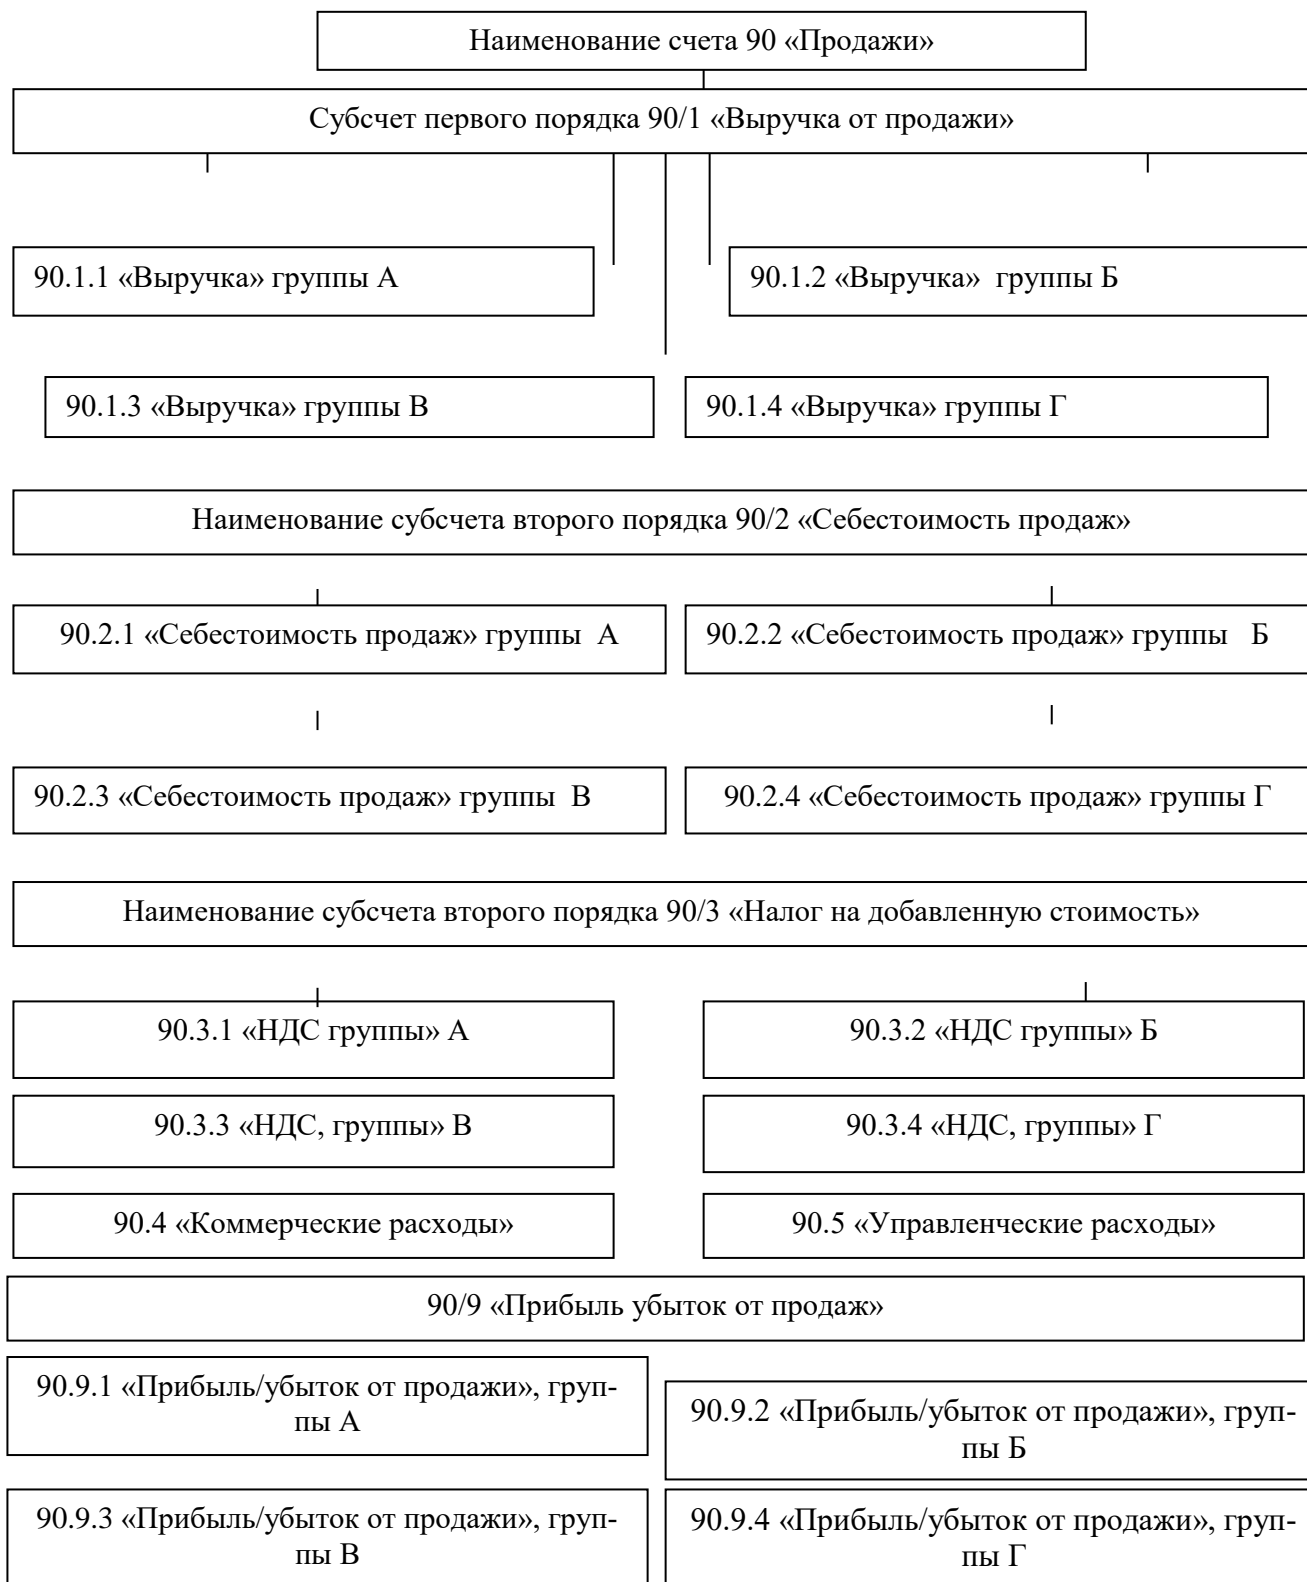 Наименование счета 90 «Продажи»
Субсчет первого порядка 90/1 «Выручка от продажи»
90.1.1 «Выручка» группы А
90.1.2 «Выручка» группы Б
90.1.3 «Выручка» группы В
90.1.4 «Выручка» группы Г
Наименование субсчета второго порядка 90/2 «Себестоимость продаж»
90.2.1 «Себестоимость продаж» группы А
90.2.2 «Себестоимость продаж» группы Б
90.2.3 «Себестоимость продаж» группы В
90.2.4 «Себестоимость продаж» группы Г
Наименование субсчета второго порядка 90/3 «Налог на добавленную стоимость»
90.3.1 «НДС группы» А
90.3.2 «НДС группы» Б
90.3.3 «НДС, группы» В
90.3.4 «НДС, группы» Г
90.4 «Коммерческие расходы»
90.5 «Управленческие расходы»
90/9 «Прибыль убыток от продаж»
90.9.1 «Прибыль/убыток от продажи», груп-
пы А
90.9.2 «Прибыль/убыток от продажи», груп-
пы Б
90.9.3 «Прибыль/убыток от продажи», груп-
пы В
90.9.4 «Прибыль/убыток от продажи», груп-
пы Г